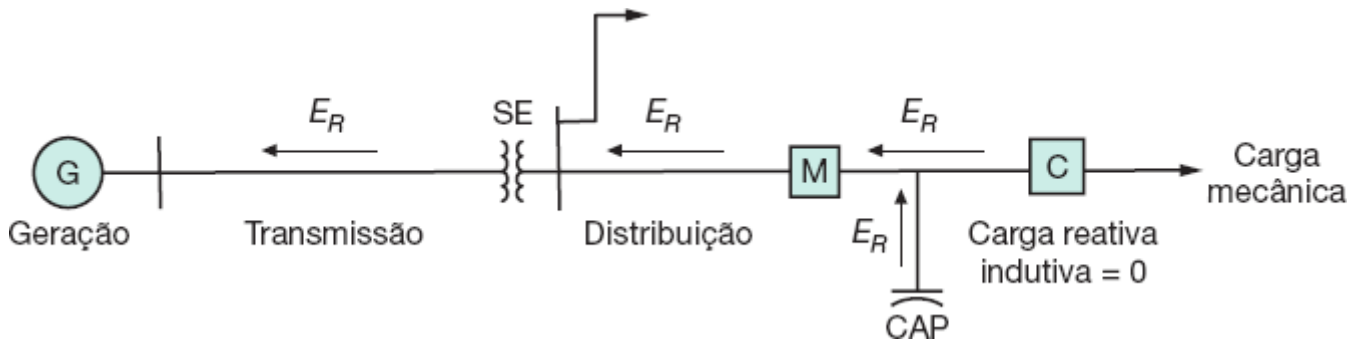 E_R
SE
E_R
E_R
G
M
C
Carga
mecânica
Geração
Transmissão
Distribuição
E_R
Carga reativa
indutiva = 0
CAP